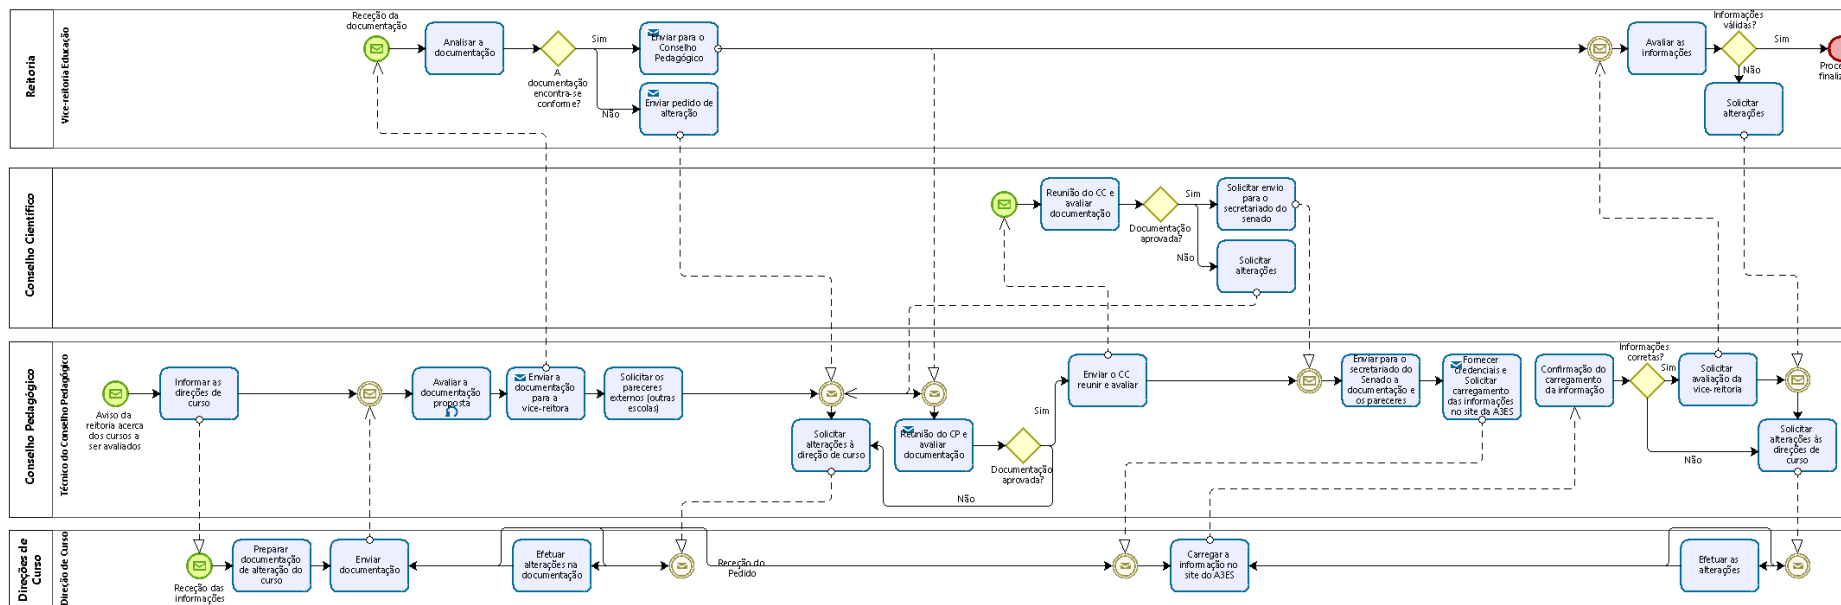 Reitoria
Vice-reitoria Educação
Receção da
documentação
Analisar a
documentação
A
documentação
encontra-se
conforme?
Sim
Não
Enviar para o
Conselho
Pedagógico
Enviar pedido de
alteração
Avaliar as
informações
Informações
válidas?
Sim
Não
Solicitar
alterações
Proce
finaliz
Conselho Científico
Reunião do CC e
avaliar
documentação
Documentação
aprovada?
Sim
Não
Solicitar envio
para o
secretariado do
senado
Solicitar
alterações
Conselho Pedagógico
Técnico do Conselho Pedagógico
Aviso da
reitoria acerca
dos cursos a
ser avaliados
Informar as
direções de
curso
Avaliar a
documentação
proposta
Enviar a
documentação
para a
vice-reitora
Solicitar os
pareceres
externos (outras
escolas)
Solicitar
alterações à
direção de curso
Reunião do CP e
avaliar
documentação
Documentação
aprovada?
Sim
Não
Enviar o CC
reunir e avaliar
Enviar para o
secretariado do
Senado a
documentação e os
pareceres
Fornecer
credenciais e
Solicitar
carregamento
das informações
no site da A3ES
Confirmação do
carregamento da
informação
Informações
corretas?
Sim
Não
Solicitar
avaliação da
vice-reitoria
Solicitar
alterações às
direções de
curso
Direções de
Curso
Direção de Curso
Receção das
informações
Preparar
documentação
de alteração do
curso
Enviar
documentação
Efetuar
alterações na
documentação
Receção do
Pedido
Carregar a
informação no
site do A3ES
Efetuar as
alterações